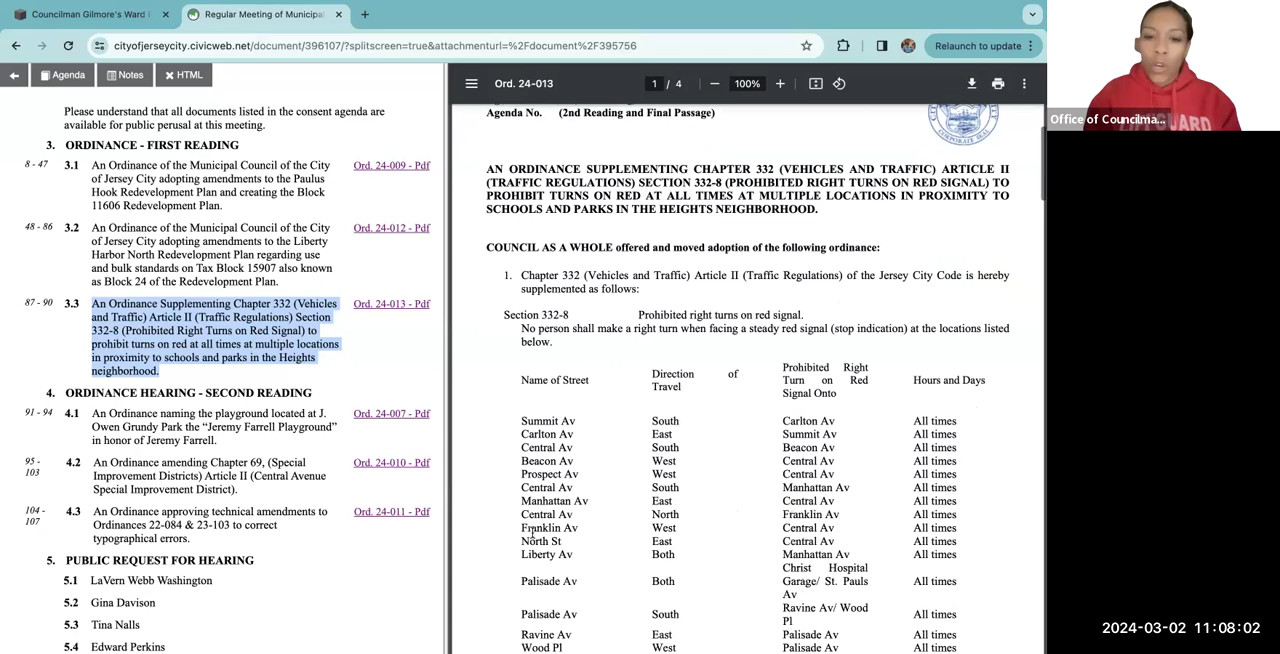 Councilman Gilmore's Ward
Regular Meeting of Municipal
cityofjerseycity.civicweb.net/document/396107/?splitscreen=true&attachmenturl=%2Fdocument%2F395756
Relaunch to update
Agenda
Notes
HTML
Please understand that all documents listed in the consent agenda are
available for public perusal at this meeting.
3. ORDINANCE - FIRST READING
8 - 47 3.1 An Ordinance of the Municipal Council of the City Ord. 24-009 - Pdf
of Jersey City adopting amendments to the Paulus
Hook Redevelopment Plan and creating the Block
11606 Redevelopment Plan.
48 - 86 3.2 An Ordinance of the Municipal Council of the City Ord. 24-012 - Pdf
of Jersey City adopting amendments to the Liberty
Harbor North Redevelopment Plan regarding use
and bulk standards on Tax Block 15907 also known
as Block 24 of the Redevelopment Plan.
87 - 90 3.3 An Ordinance Supplementing Chapter 332 (Vehicles Ord. 24-013 - Pdf
and Traffic) Article II (Traffic Regulations) Section
332-8 (Prohibited Right Turns on Red Signal) to
prohibit turns on red at all times at multiple locations
in proximity to schools and parks in the Heights
neighborhood.
4. ORDINANCE HEARING - SECOND READING
91 - 94 4.1 An Ordinance naming the playground located at J. Ord. 24-007 - Pdf
Owen Grundy Park the “Jeremy Farrell Playground”
in honor of Jeremy Farrell.
95 - 103 4.2 An Ordinance amending Chapter 69, (Special Ord. 24-010 - Pdf
Improvement Districts) Article II (Central Avenue
Special Improvement District).
104 - 107 4.3 An Ordinance approving technical amendments to Ord. 24-011 - Pdf
Ordinances 22-084 & 23-103 to correct
typographical errors.
5. PUBLIC REQUEST FOR HEARING
5.1 LaVern Webb Washington
5.2 Gina Davison
5.3 Tina Nalls
5.4 Edward Perkins
Ord. 24-013
1 / 4
100%
Agenda No. (2nd Reading and Final Passage)
AN ORDINANCE SUPPLEMENTING CHAPTER 332 (VEHICLES AND TRAFFIC) ARTICLE II
(TRAFFIC REGULATIONS) SECTION 332-8 (PROHIBITED RIGHT TURNS ON RED SIGNAL) TO
PROHIBIT TURNS ON RED AT ALL TIMES AT MULTIPLE LOCATIONS IN PROXIMITY TO
SCHOOLS AND PARKS IN THE HEIGHTS NEIGHBORHOOD.
COUNCIL AS A WHOLE offered and moved adoption of the following ordinance:
1. Chapter 332 (Vehicles and Traffic) Article II (Traffic Regulations) of the Jersey City Code is hereby
supplemented as follows:
Section 332-8 Prohibited right turns on red signal.
No person shall make a right turn when facing a steady red signal (stop indication) at the locations listed
below.
Name of Street Direction of Travel Prohibited Right Turn on Red Signal Onto Hours and Days
Summit Av South Carlton Av All times
Carlton Av East Summit Av All times
Central Av South Beacon Av All times
Beacon Av West Central Av All times
Prospect Av West Central Av All times
Central Av South Manhattan Av All times
Manhattan Av East Central Av All times
Central Av North Franklin Av All times
Franklin Av West Central Av All times
North St East Central Av All times
Liberty Av Both Manhattan Av All times
Palisade Av Both Christ Hospital Garage/ St. Pauls Av All times
Palisade Av South Ravine Av/ Wood Pl All times
Ravine Av East Palisade Av All times
Wood Pl West Palisade Av All times
Office of Councilma...
2024-03-02 11:08:02